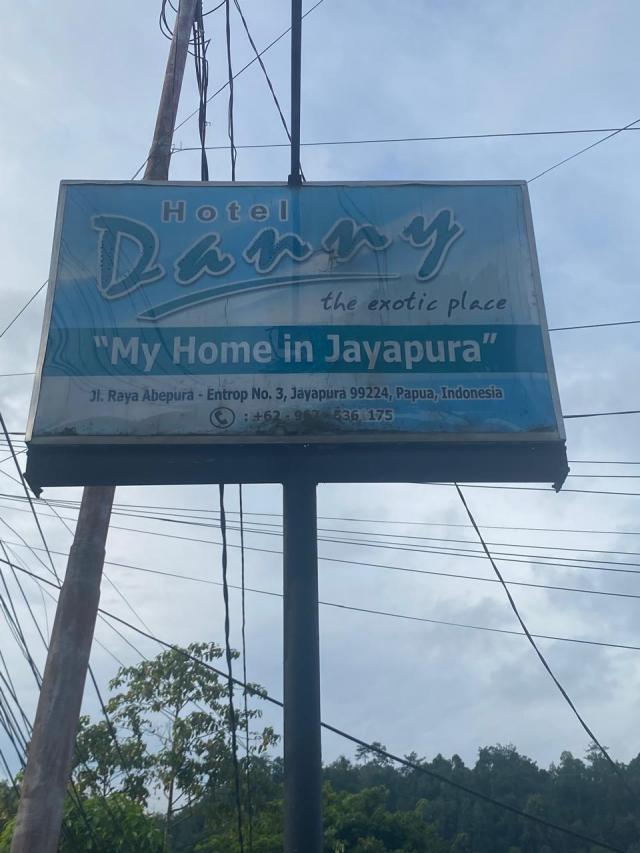 Hotel
Danny
the exotic place
"My Home in Jayapura"
Jl. Raya Abepura - Entrop No. 3, Jayapura 99224, Papua, Indonesia
: +62 - 967 - 536 175